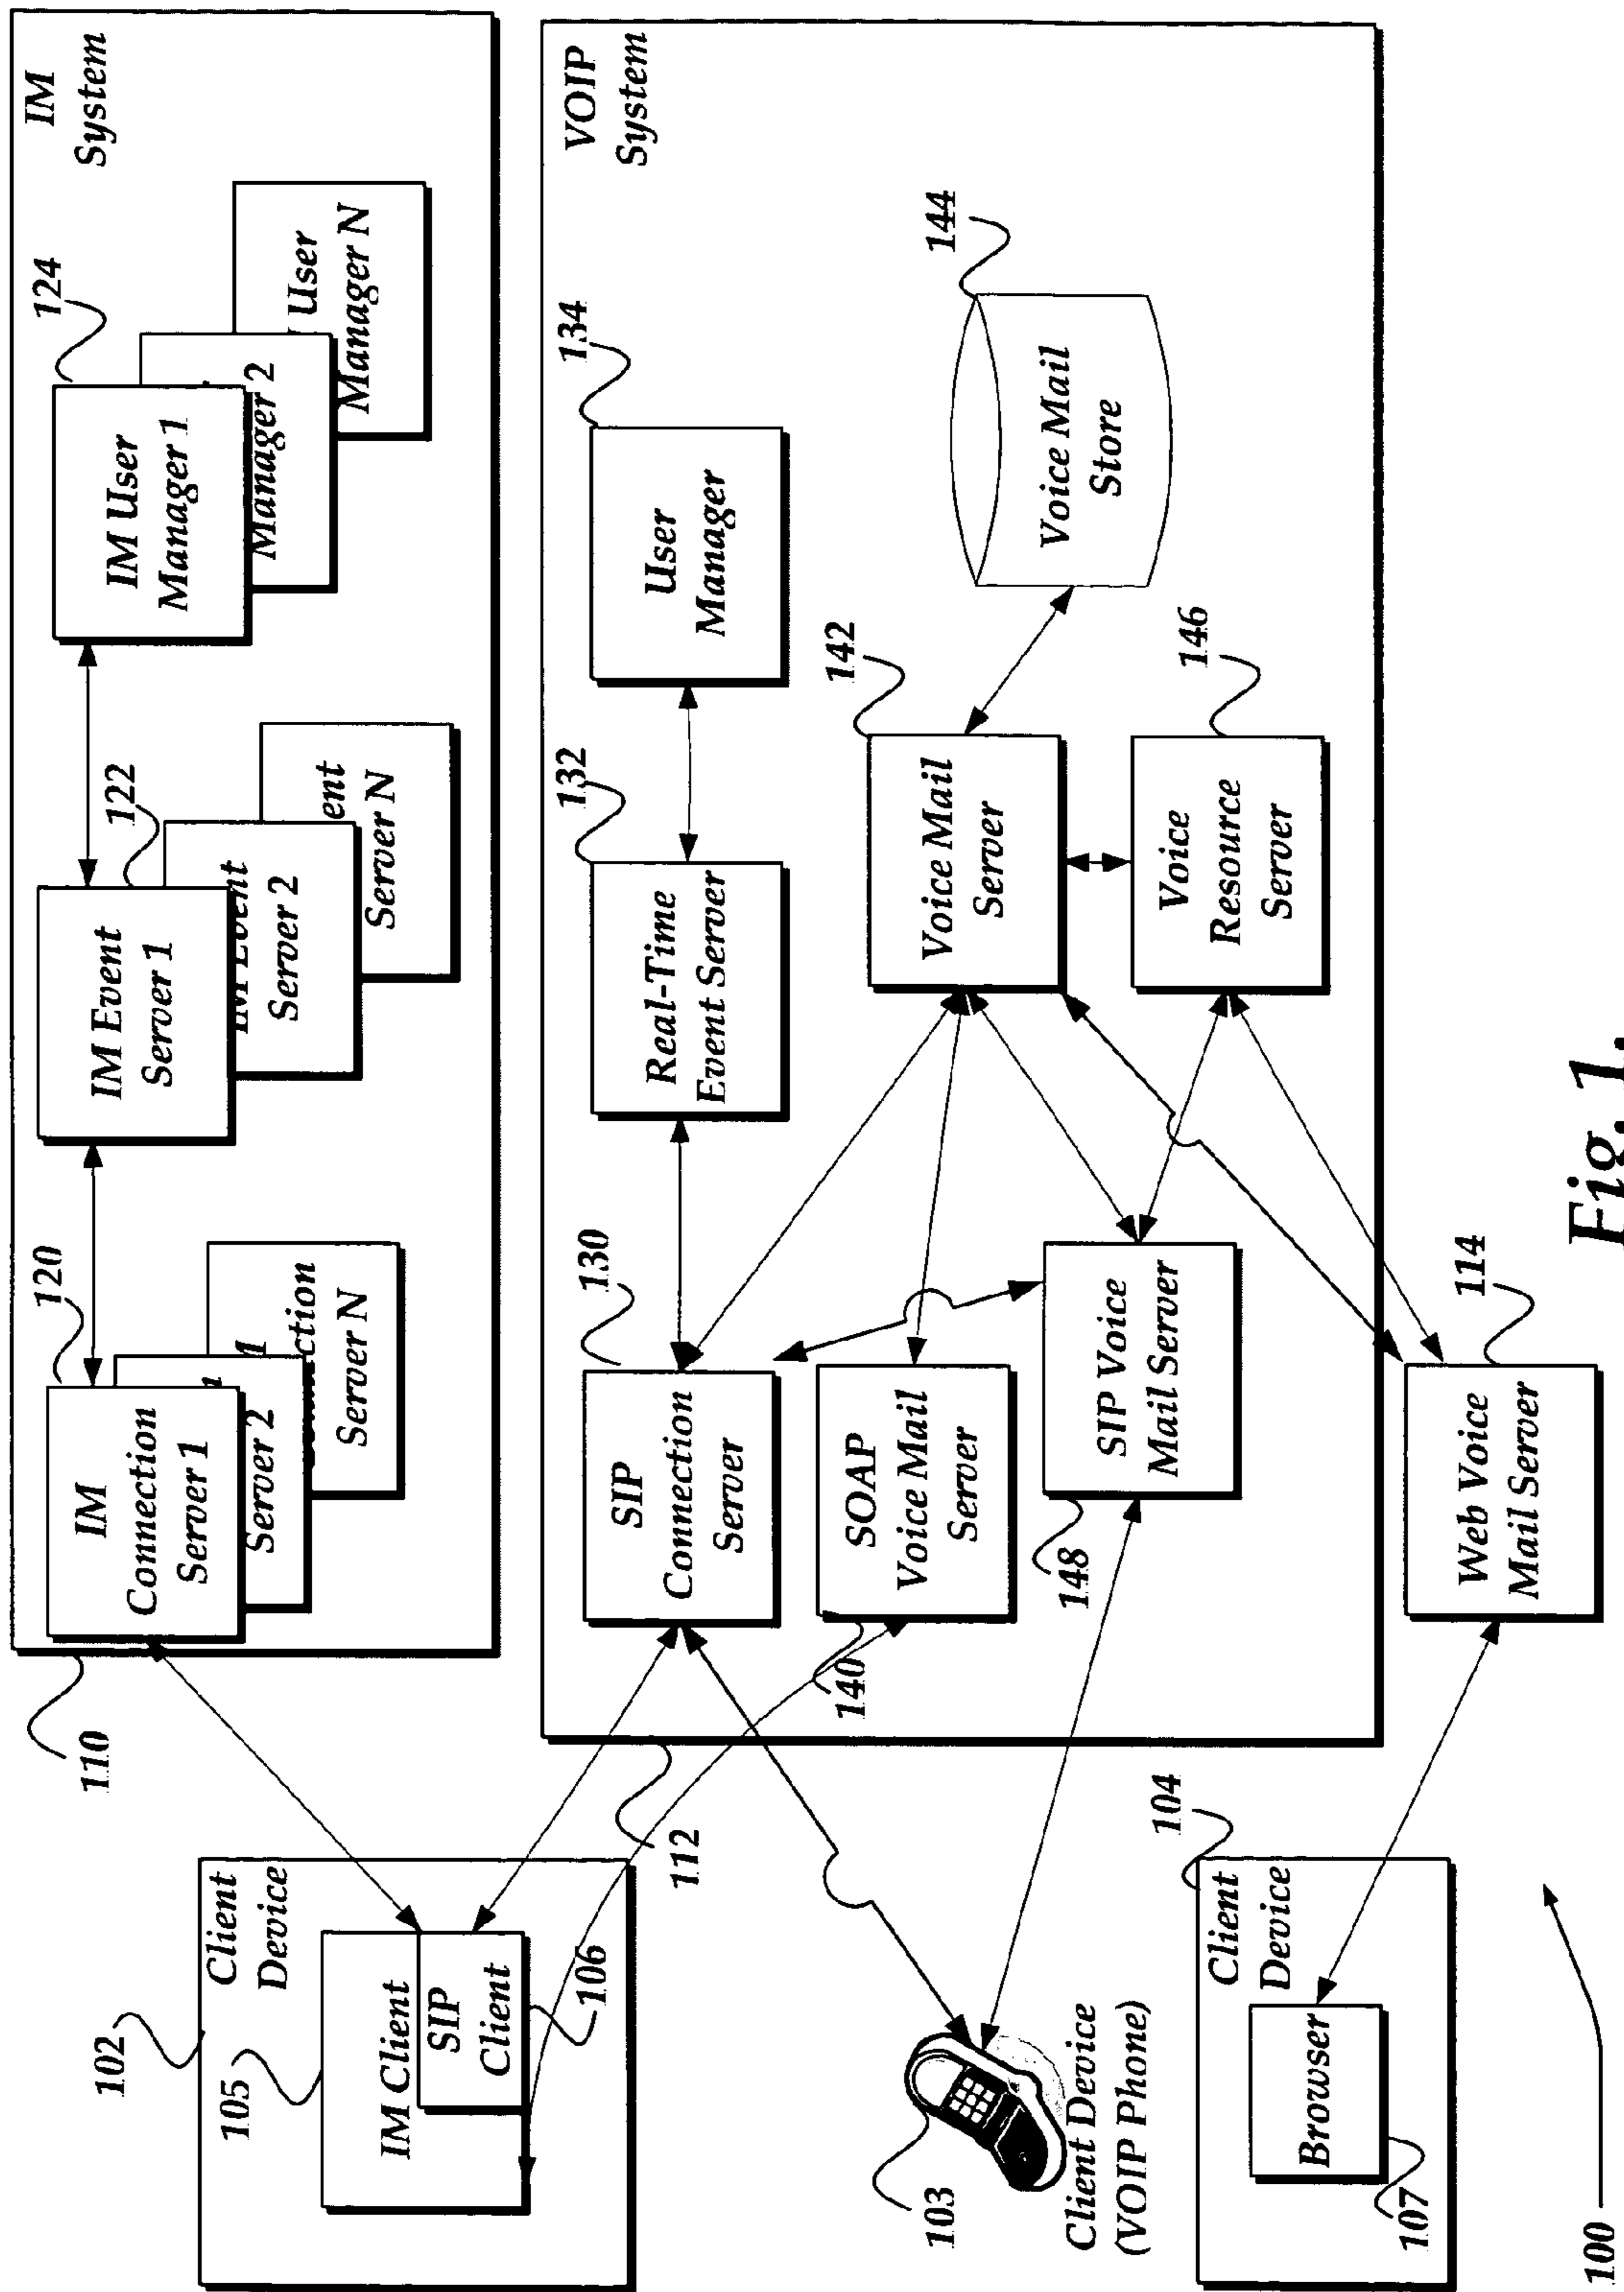 IM
System
110
120
IM
Connection
Server 1
Server 2
Server N
122
IM Event
Server 1
Server 2
Server N
124
IM User
Manager 1
Manager 2
User
Manager N
VOIP
System
112
130
SIP
Connection
Server
132
Real-Time
Event Server
134
User
Manager
140
SOAP
Voice Mail
Server
142
Voice Mail
Server
144
Voice Mail
Store
146
Voice
Resource
Server
148
SIP Voice
Mail Server
114
Web Voice
Mail Server
102
Client
Device
105
IM Client
SIP
Client
106
103
Client Device
(VOIP Phone)
104
Client
Device
Browser
107
100
Fig. 1.